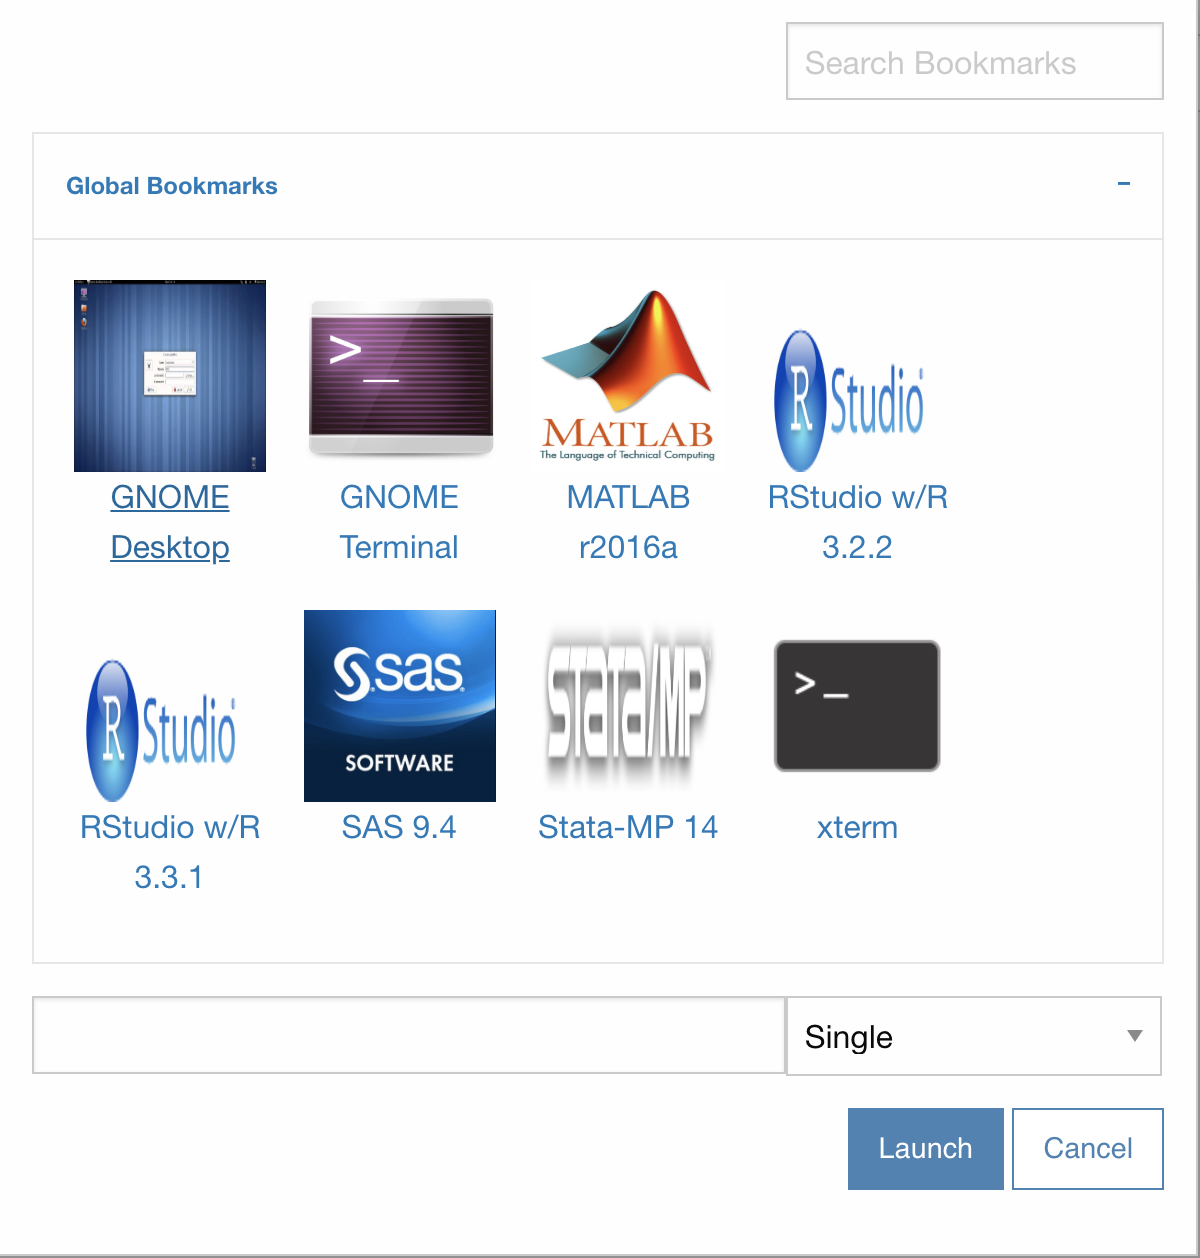 Search Bookmarks
Global Bookmarks
-
>_
MATLAB
The Language of Technical Computing
R Studio
GNOME
Desktop
GNOME
Terminal
MATLAB
r2016a
RStudio w/R
3.2.2
R Studio
sas
SOFTWARE
Stata/MP
>_
RStudio w/R
3.3.1
SAS 9.4
Stata-MP 14
xterm
Single
Launch
Cancel